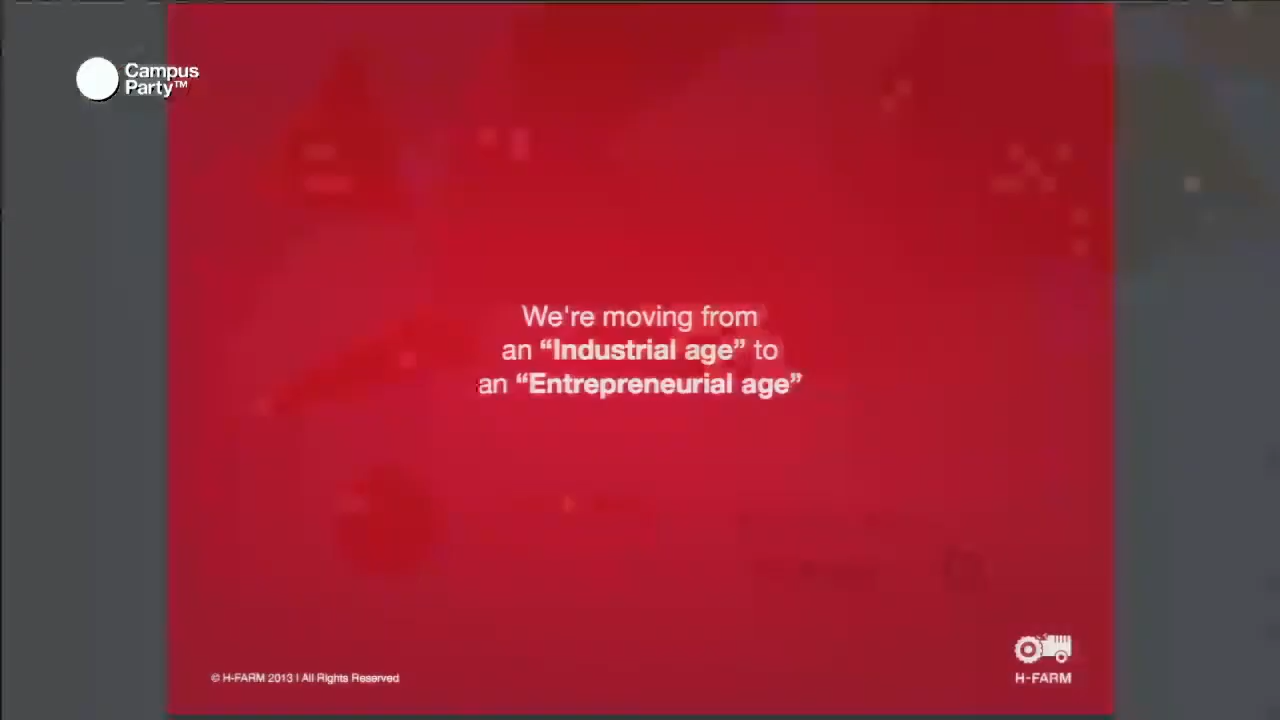 Campus
Party™
We're moving from
an “Industrial age” to
an “Entrepreneurial age”
© H-FARM 2013 | All Rights Reserved
H-FARM